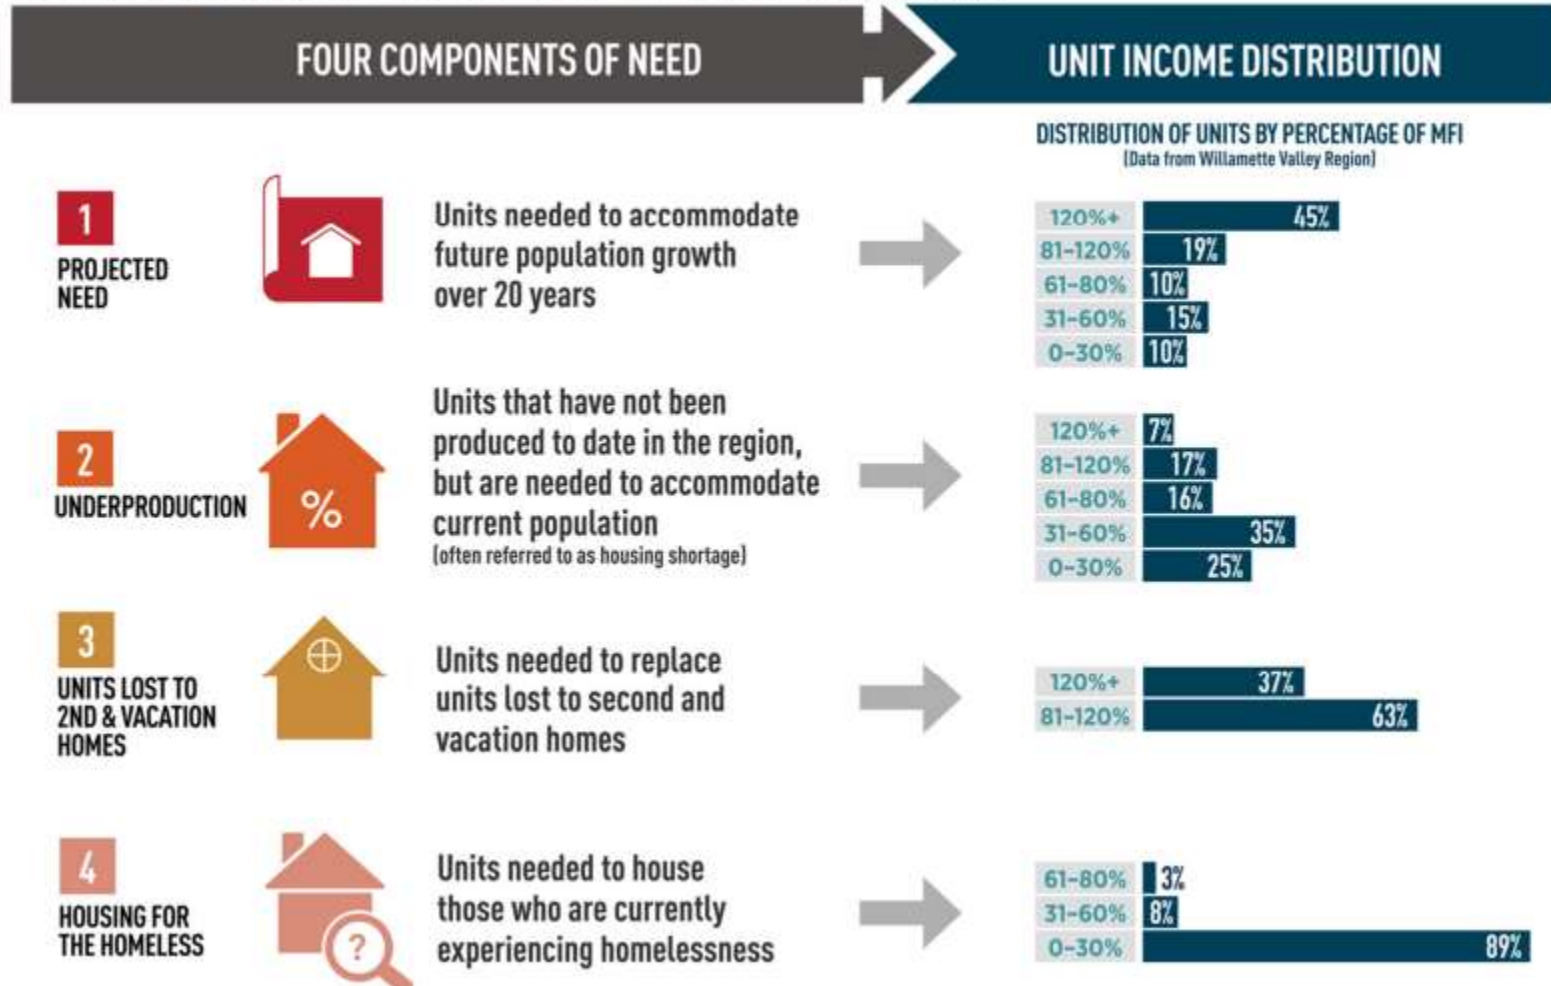 FOUR COMPONENTS OF NEED
UNIT INCOME DISTRIBUTION
DISTRIBUTION OF UNITS BY PERCENTAGE OF MFI
(Data from Willamette Valley Region)
1
PROJECTED
NEED
Units needed to accommodate
future population growth
over 20 years
120%+ 45%
81-120% 19%
61-80% 10%
31-60% 15%
0-30% 10%
2
UNDERPRODUCTION
%
Units that have not been
produced to date in the region,
but are needed to accommodate
current population
(often referred to as housing shortage)
120%+ 7%
81-120% 17%
61-80% 16%
31-60% 35%
0-30% 25%
3
UNITS LOST TO
2ND & VACATION
HOMES
Units needed to replace
units lost to second and
vacation homes
120%+ 37%
81-120% 63%
4
HOUSING FOR
THE HOMELESS
?
Units needed to house
those who are currently
experiencing homelessness
61-80% 3%
31-60% 8%
0-30% 89%